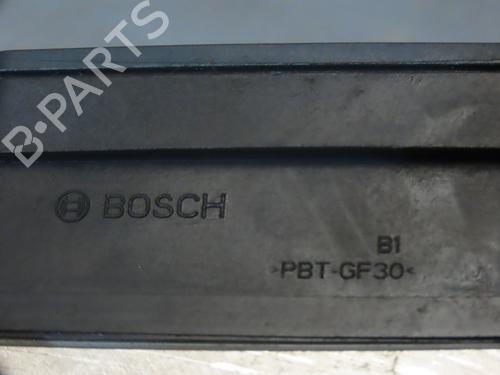 B-PARTS
BOSCH
B1
>PBT-GF30<